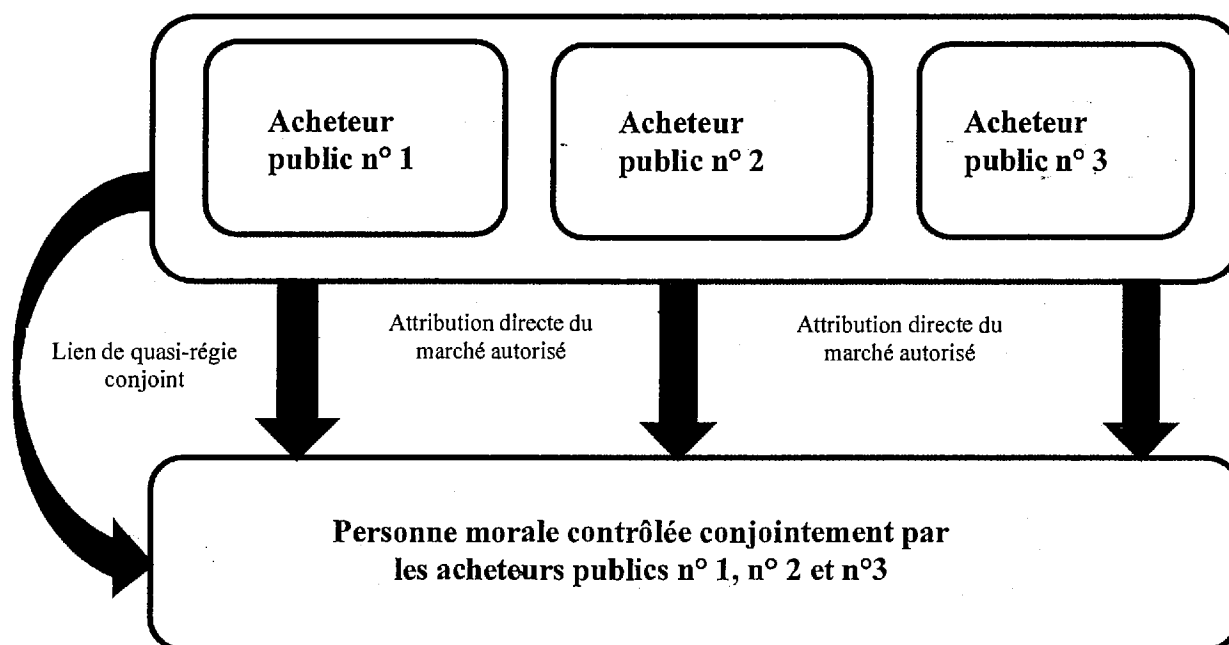 Acheteur
public n° 1
Acheteur
public n° 2
Acheteur
public n° 3
Lien de quasi-régie
conjoint
Attribution directe du
marché autorisé
Attribution directe du
marché autorisé
Personne morale contrôlée conjointement par
les acheteurs publics n° 1, n° 2 et n°3